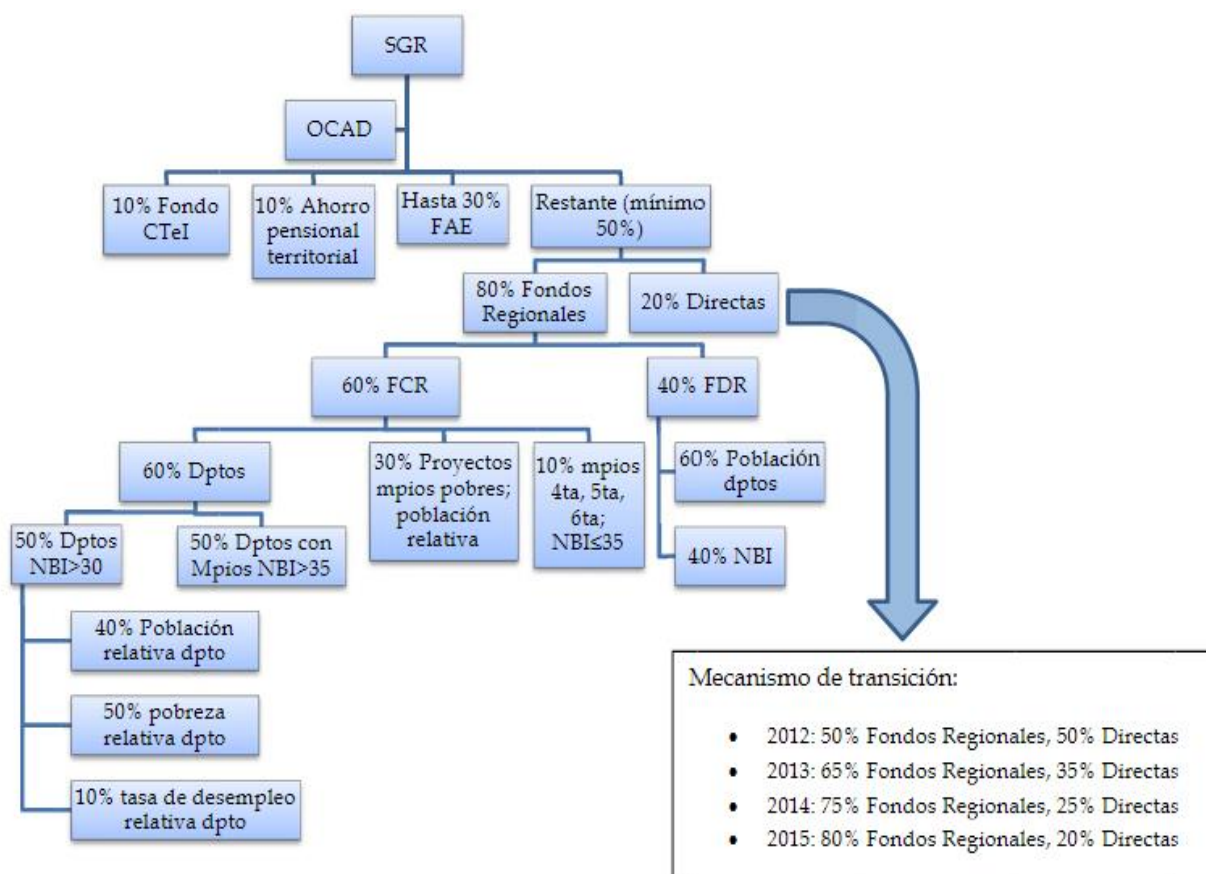 SGR
OCAD
10% Fondo
CTeI
10% Ahorro
pensional
territorial
Hasta 30%
FAE
Restante (mínimo
50%)
80% Fondos
Regionales
20% Directas
60% FCR
40% FDR
60% Dptos
30% Proyectos
mpios pobres;
población
relativa
10% mpios
4ta, 5ta,
6ta;
NBI≤35
60% Población
dptos
40% NBI
50% Dptos
NBI>30
50% Dptos con
Mpios NBI>35
40% Población
relativa dpto
50% pobreza
relativa dpto
10% tasa de desempleo
relativa dpto
Mecanismo de transición:
• 2012: 50% Fondos Regionales, 50% Directas
• 2013: 65% Fondos Regionales, 35% Directas
• 2014: 75% Fondos Regionales, 25% Directas
• 2015: 80% Fondos Regionales, 20% Directas